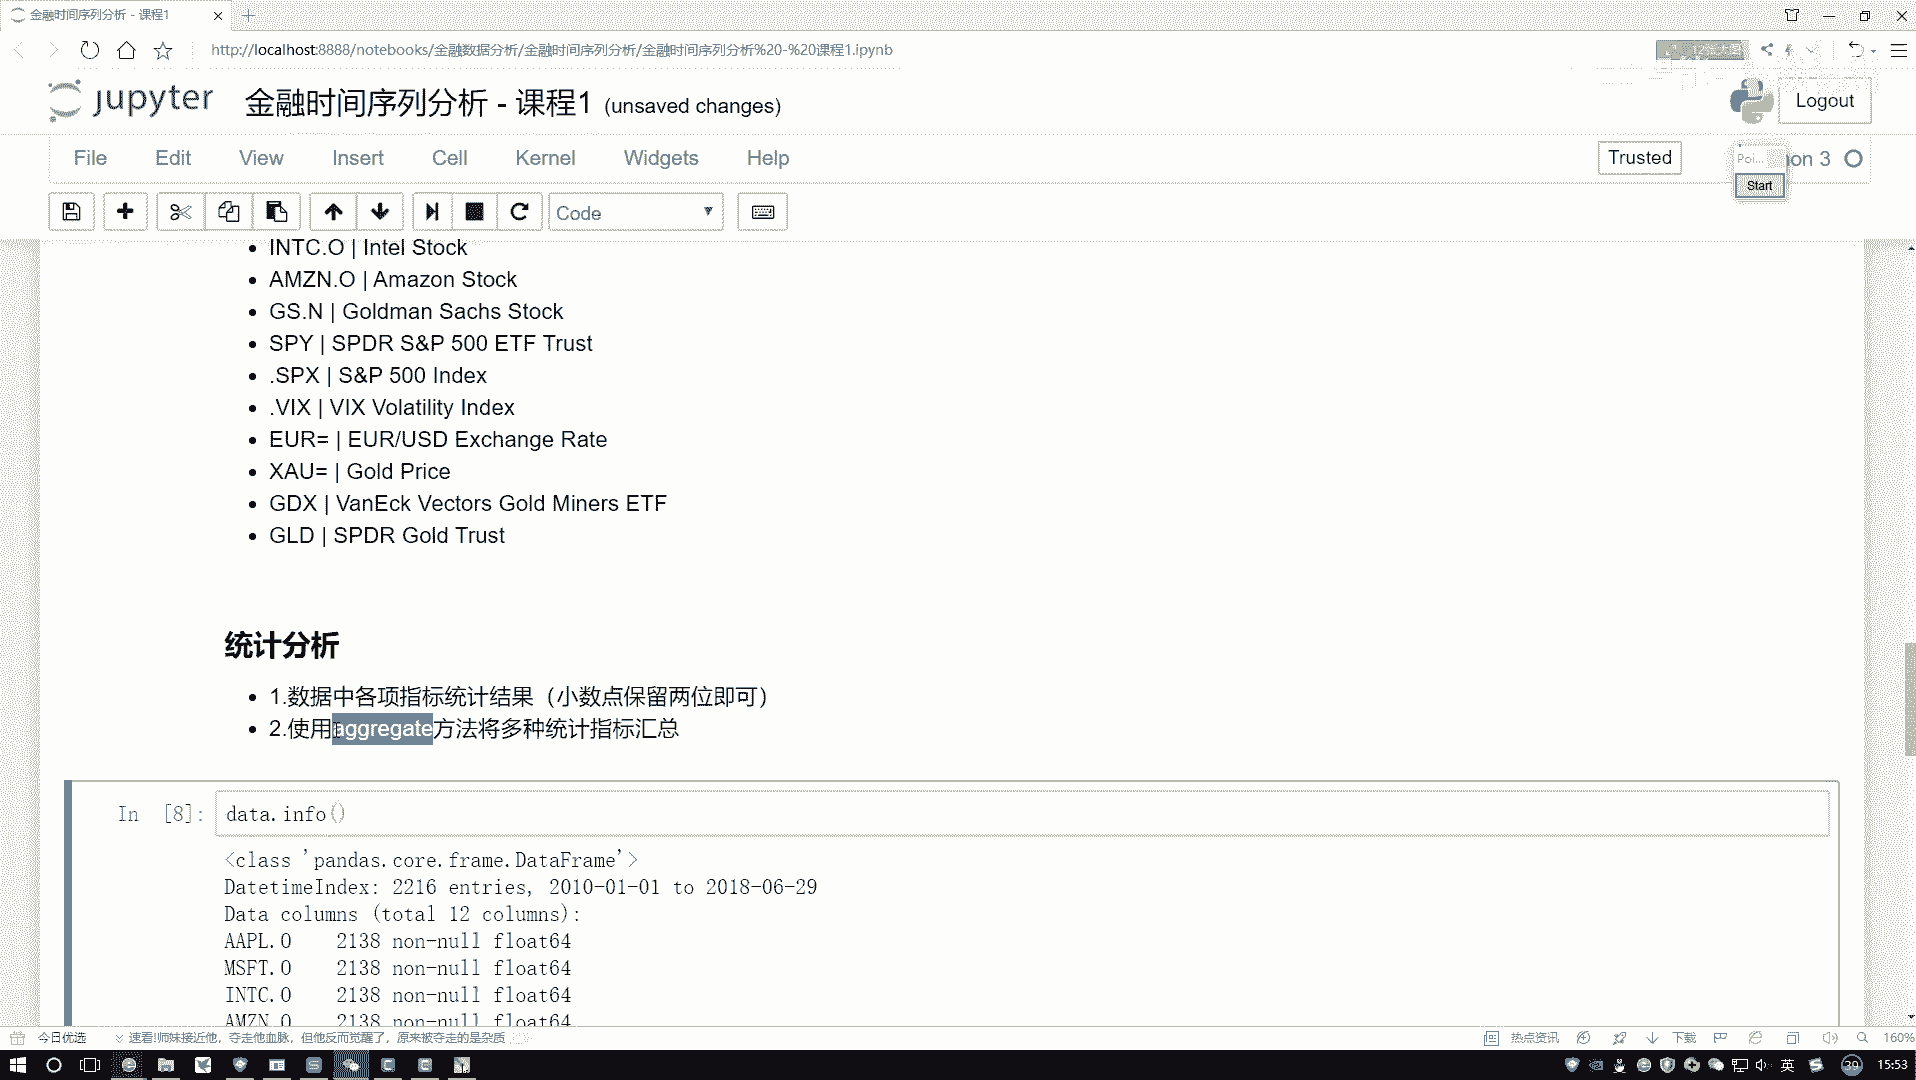 金融时间序列分析 - 课程1
http://localhost:8888/notebooks/金融数据分析/金融时间序列分析/金融时间序列分析%20-%20课程1.ipynb
jupyter 金融时间序列分析 - 课程1 (unsaved changes)
Logout
File Edit View Insert Cell Kernel Widgets Help
Trusted
on 3
Poi...
Start
Code
INTC.O | Intel Stock
AMZN.O | Amazon Stock
GS.N | Goldman Sachs Stock
SPY | SPDR S&P 500 ETF Trust
.SPX | S&P 500 Index
.VIX | VIX Volatility Index
EUR= | EUR/USD Exchange Rate
XAU= | Gold Price
GDX | VanEck Vectors Gold Miners ETF
GLD | SPDR Gold Trust
统计分析
1.数据中各项指标统计结果（小数点保留两位即可）
2.使用aggregate方法将多种统计指标汇总
In [8]: data.info()
<class 'pandas.core.frame.DataFrame'>
DatetimeIndex: 2216 entries, 2010-01-01 to 2018-06-29
Data columns (total 12 columns):
AAPL.O 2138 non-null float64
MSFT.O 2138 non-null float64
INTC.O 2138 non-null float64
AMZN.O 2138 non-null float64
今日优选 速看!师妹接近他，夺走他血脉，但他反而觉醒了，原来被夺走的是杂质
热点资讯 下载 160%
英 39 15:53